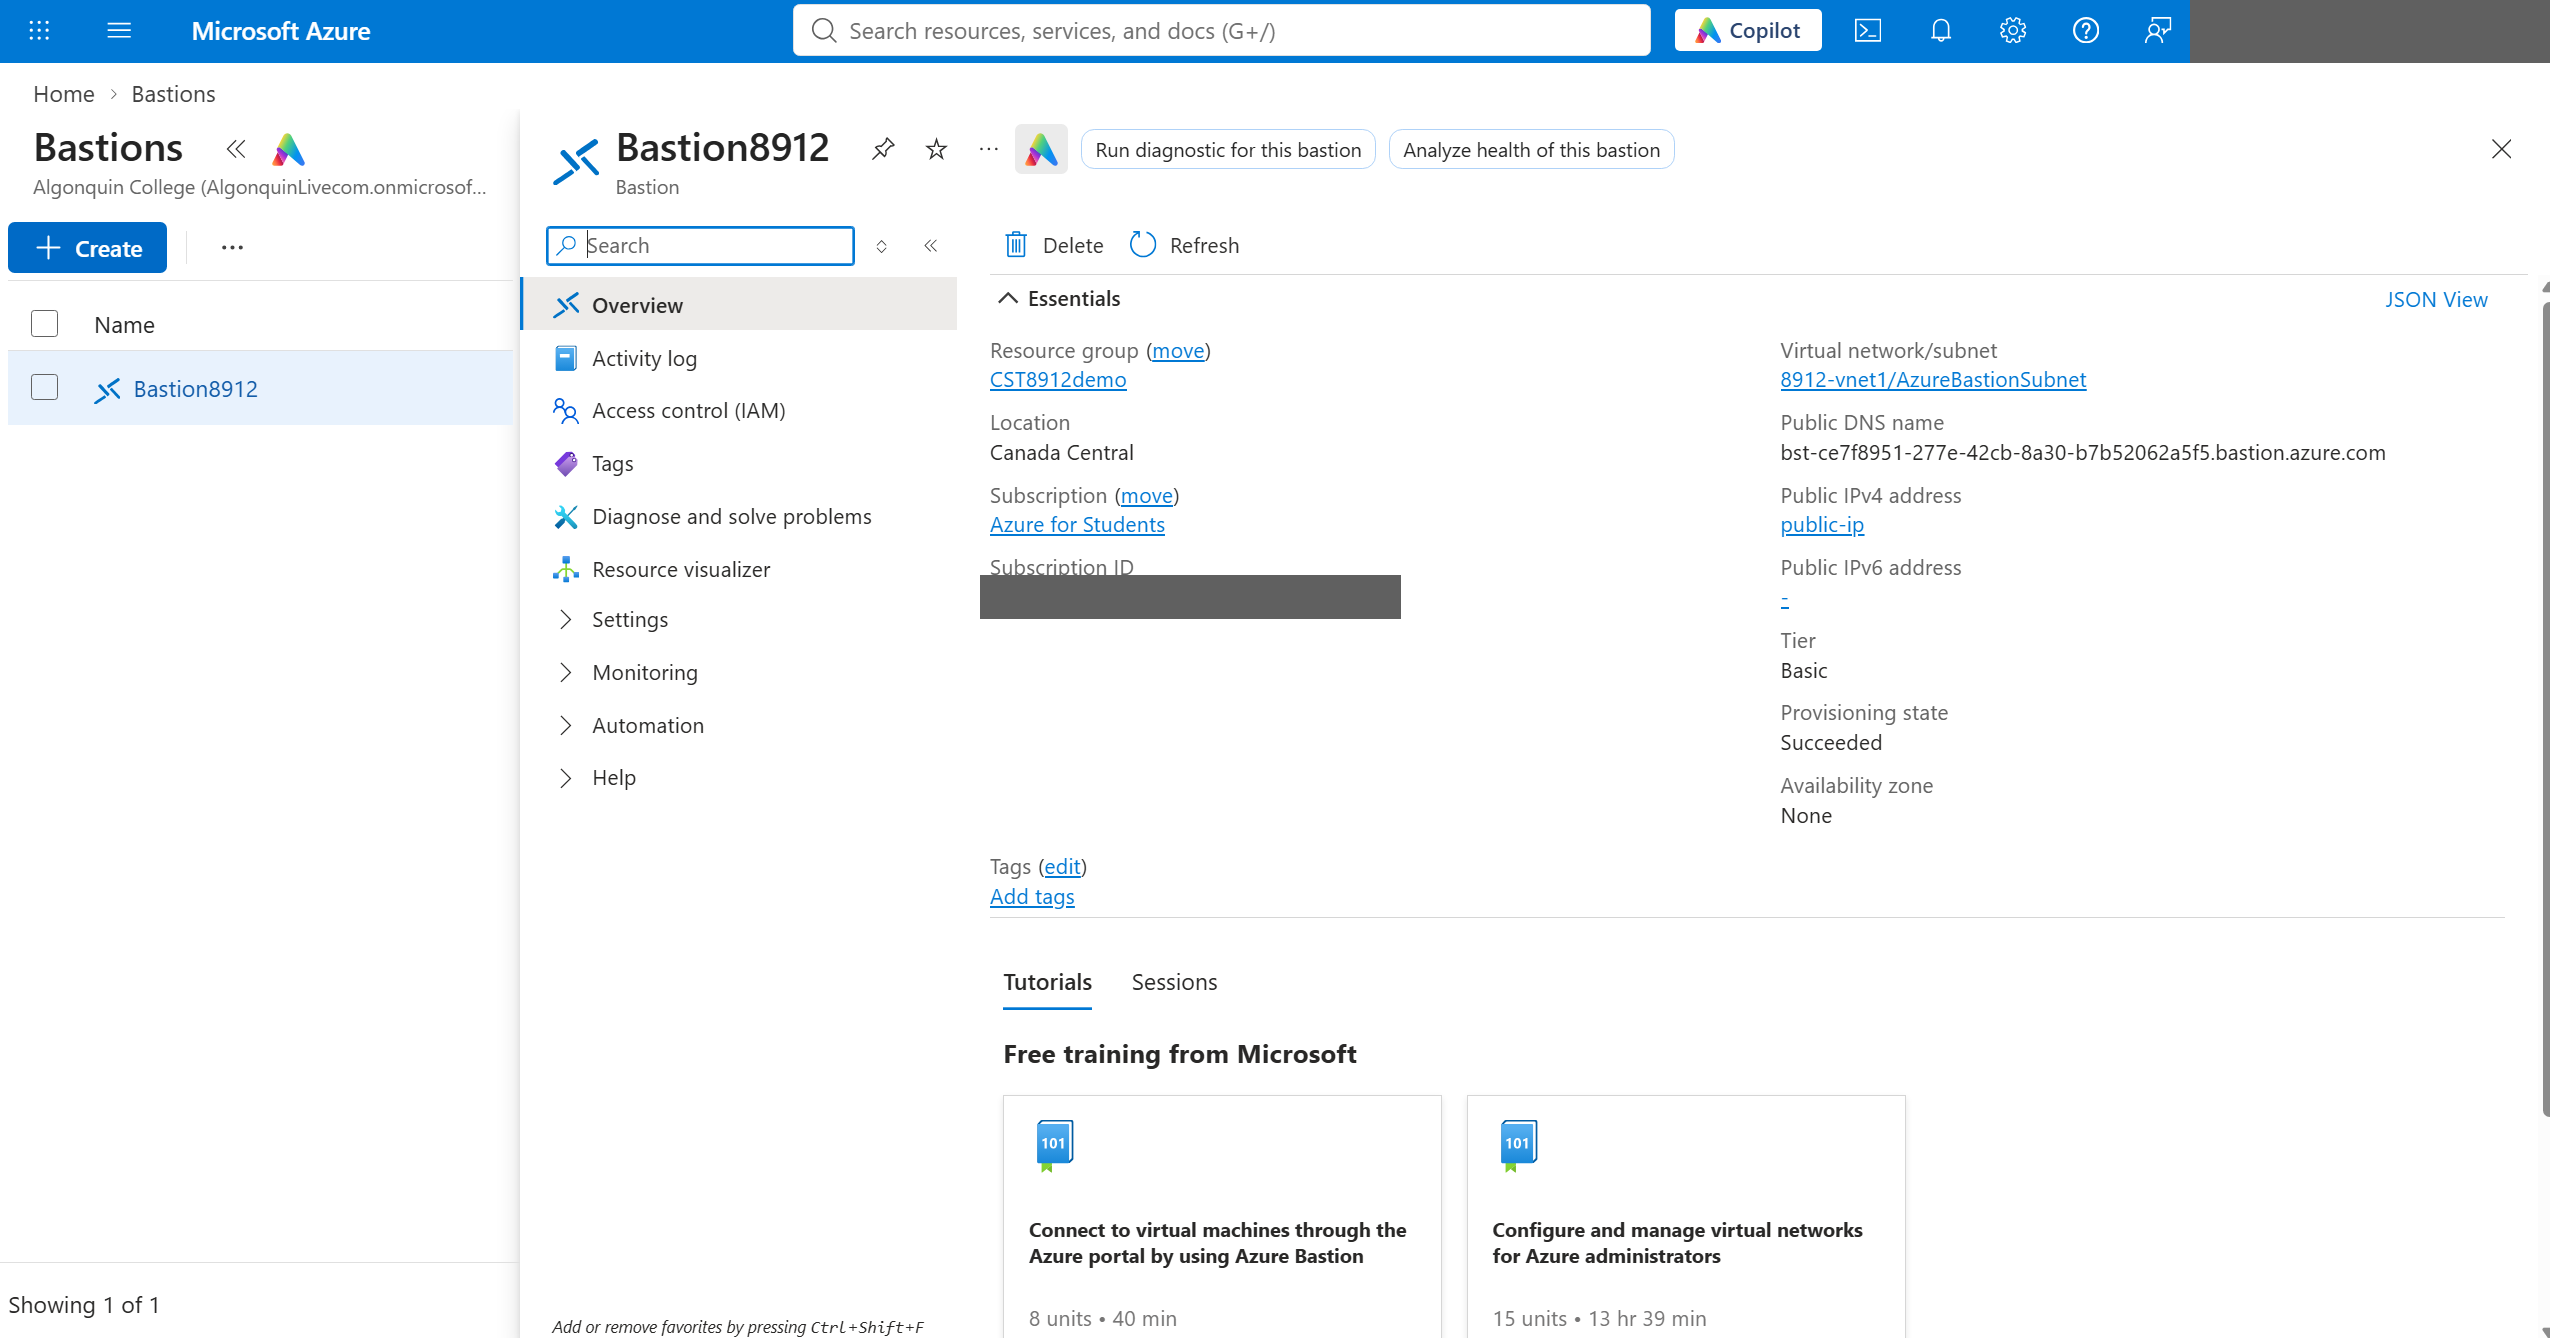 Microsoft Azure
Search resources, services, and docs (G+/)
Copilot
Home > Bastions
Bastions
Algonquin College (AlgonquinLivecom.onmicrosof...
Create
Name
Bastion8912
Showing 1 of 1
Bastion8912
Bastion
Run diagnostic for this bastion
Analyze health of this bastion
Search
Overview
Activity log
Access control (IAM)
Tags
Diagnose and solve problems
Resource visualizer
Settings
Monitoring
Automation
Help
Add or remove favorites by pressing Ctrl+Shift+F
Delete
Refresh
Essentials
JSON View
Resource group (move)
CST8912demo
Location
Canada Central
Subscription (move)
Azure for Students
Subscription ID
Virtual network/subnet
8912-vnet1/AzureBastionSubnet
Public DNS name
bst-ce7f8951-277e-42cb-8a30-b7b52062a5f5.bastion.azure.com
Public IPv4 address
public-ip
Public IPv6 address
-
Tier
Basic
Provisioning state
Succeeded
Availability zone
None
Tags (edit)
Add tags
Tutorials
Sessions
Free training from Microsoft
101
Connect to virtual machines through the
Azure portal by using Azure Bastion
8 units • 40 min
101
Configure and manage virtual networks
for Azure administrators
15 units • 13 hr 39 min